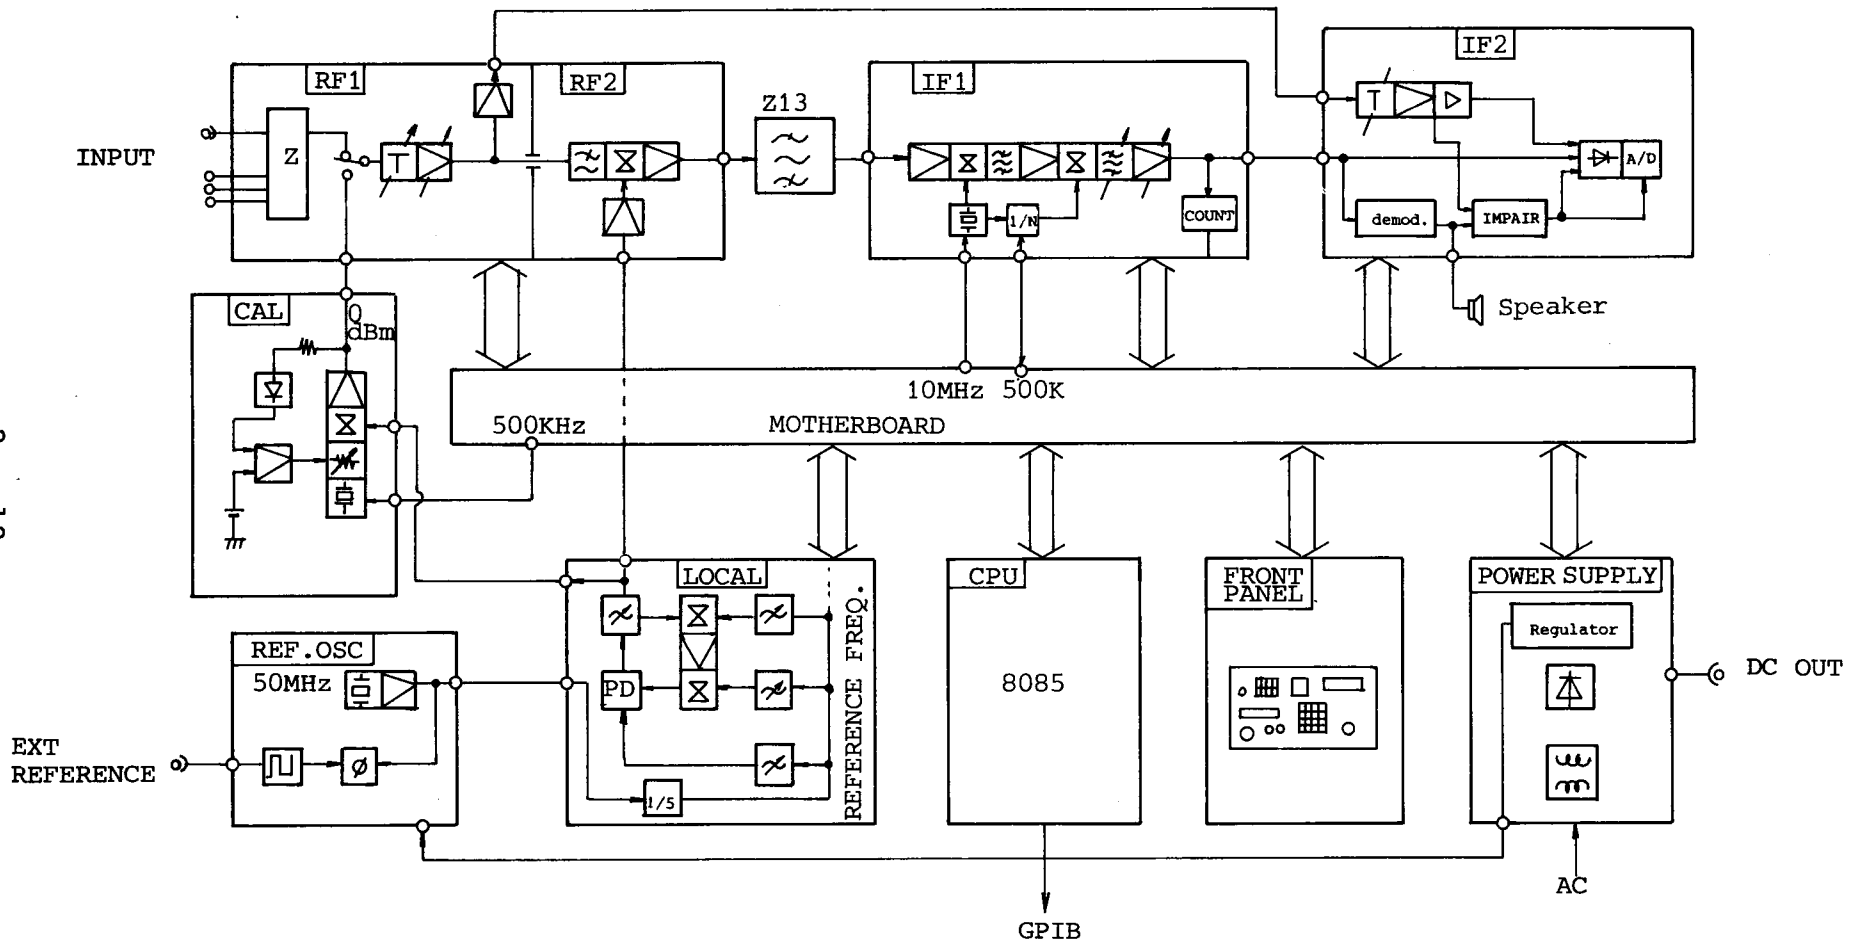 RF1
RF2
IF1
IF2
INPUT
Z
T
Z13
COUNT
1/N
T
A/D
demod.
IMPAIR
Speaker
CAL
0
dBm
10MHz 500K
500KHz
MOTHERBOARD
REF.OSC
50MHz
EXT
REFERENCE
ø
LOCAL
PD
1/5
REFERENCE FREQ.
CPU
8085
GPIB
FRONT
PANEL
POWER SUPPLY
Regulator
DC OUT
AC